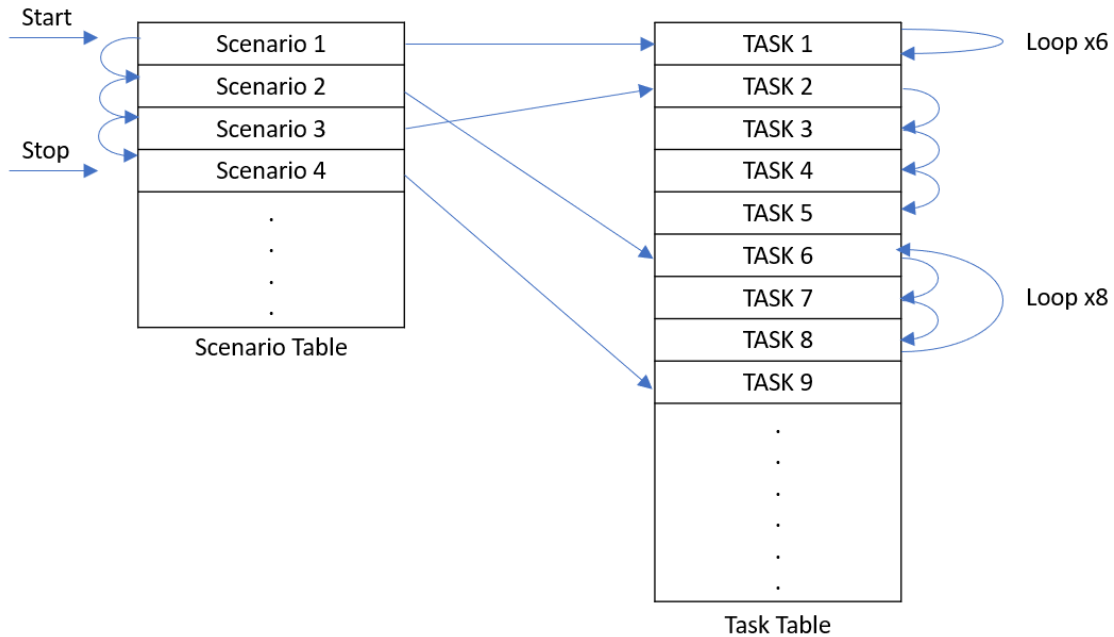 Start
Stop
Scenario 1
Scenario 2
Scenario 3
Scenario 4
.
.
.
.
Scenario Table
TASK 1
TASK 2
TASK 3
TASK 4
TASK 5
TASK 6
TASK 7
TASK 8
TASK 9
.
.
.
.
.
.
Task Table
Loop x6
Loop x8